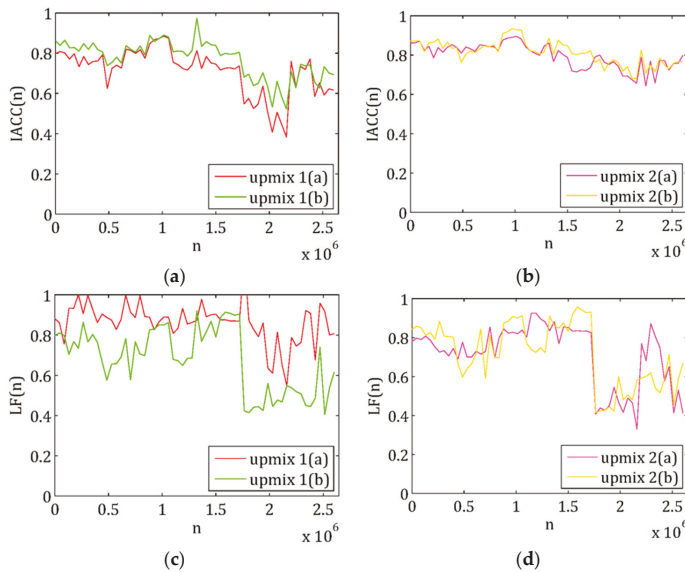 1
0.8
0.6
0.4
0.2
0
IACC(n)
0 0.5 1 1.5 2 2.5
n
x 10^6
upmix 1(a)
upmix 1(b)
(a)
1
0.8
0.6
0.4
0.2
0
IACC(n)
0 0.5 1 1.5 2 2.5
n
x 10^6
upmix 2(a)
upmix 2(b)
(b)
1
0.8
0.6
0.4
0.2
0
LF(n)
0 0.5 1 1.5 2 2.5
n
x 10^6
upmix 1(a)
upmix 1(b)
(c)
1
0.8
0.6
0.4
0.2
0
LF(n)
0 0.5 1 1.5 2 2.5
n
x 10^6
upmix 2(a)
upmix 2(b)
(d)